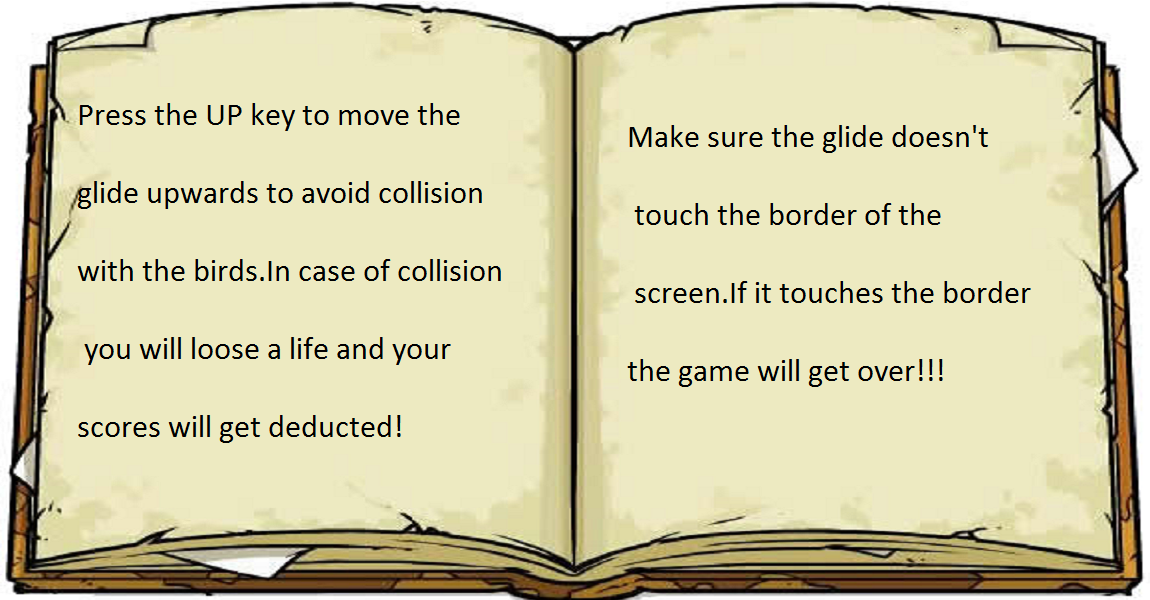 Press the UP key to move the
glide upwards to avoid collision
with the birds.In case of collision
you will loose a life and your
scores will get deducted!
Make sure the glide doesn't
touch the border of the
screen.If it touches the border
the game will get over!!!